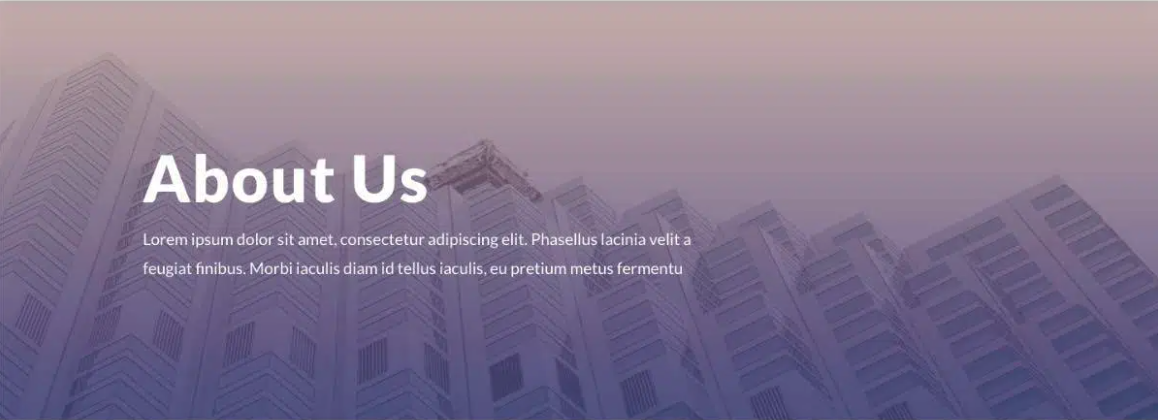 About Us
Lorem ipsum dolor sit amet, consectetur adipiscing elit. Phasellus lacinia velit a
feugiat finibus. Morbi iaculis diam id tellus iaculis, eu pretium metus fermentu